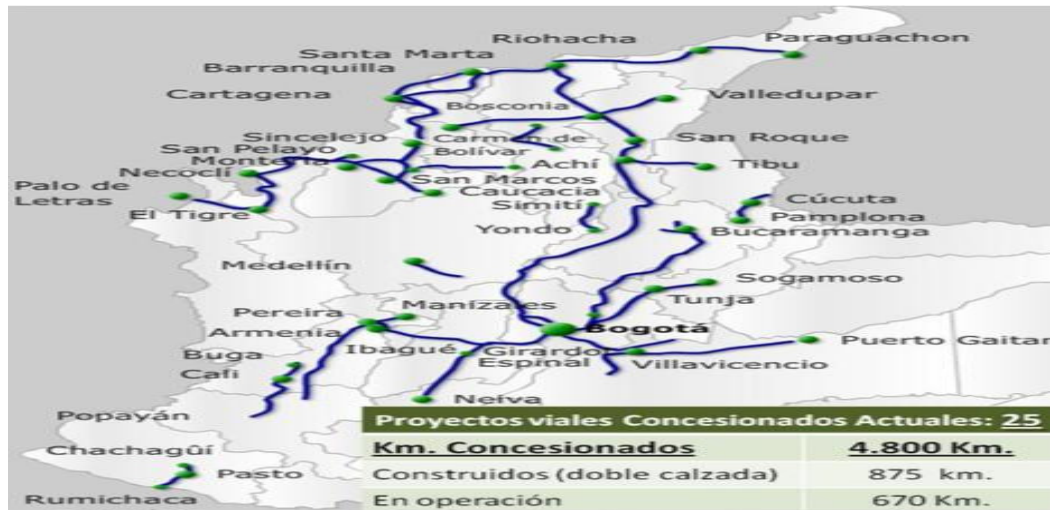 Riohacha
Paraguachon
Santa Marta
Barranquilla
Cartagena
Bosconia
Valledupar
Sincelejo
Carmen de
Bolívar
San Roque
San Pelayo
Montería
Achí
Tibu
Necoclí
San Marcos
Palo de
Letras
Caucacia
Cúcuta
Simití
El Tigre
Pamplona
Yondo
Bucaramanga
Medellín
Sogamoso
Manízales
Tunja
Pereira
Armenia
Bogotá
Ibagué
Girardot
Puerto Gaitan
Buga
Espinal
Villavicencio
Cali
Neiva
Popayán
Proyectos viales Concesionados Actuales: 25
Chachagüí
Km. Concesionados 4.800 Km.
Pasto
Construidos (doble calzada) 875 km.
Rumichaca
En operación 670 Km.